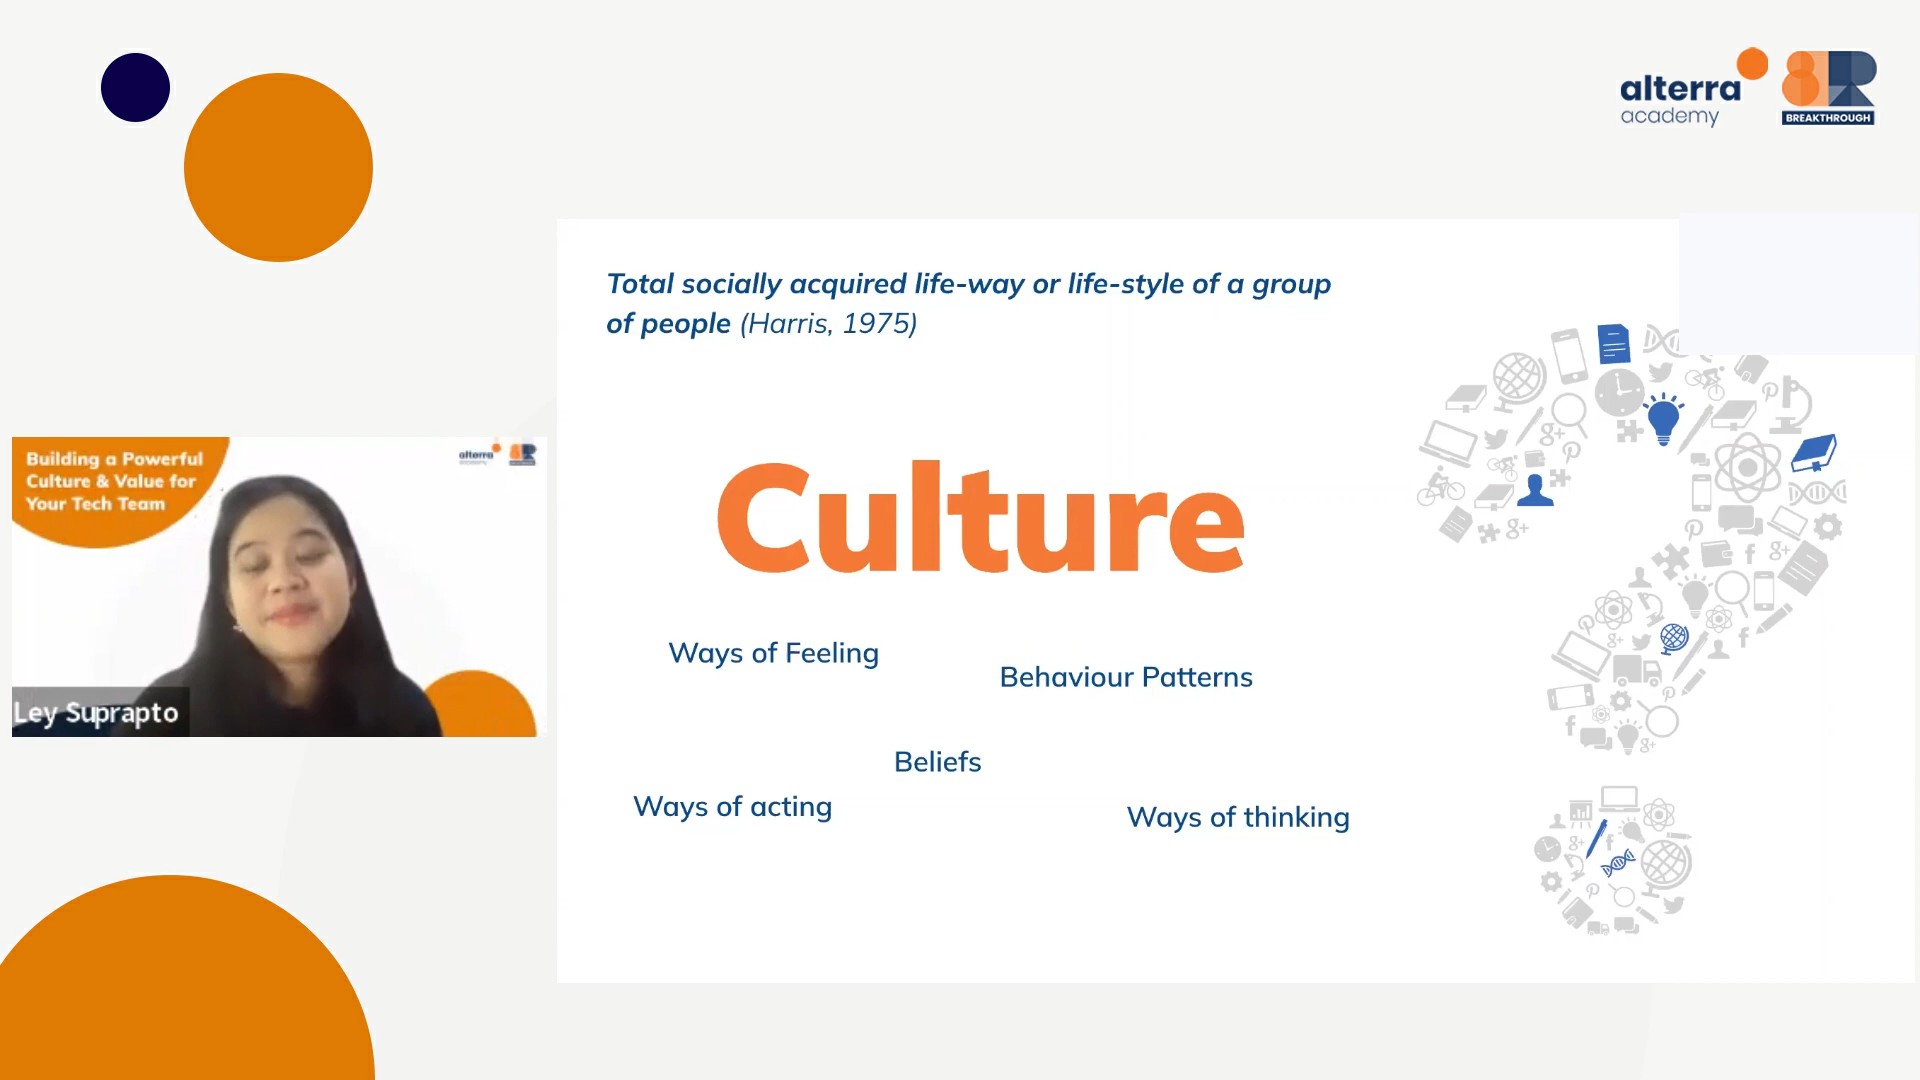 alterra
academy
BREAKTHROUGH
Total socially acquired life-way or life-style of a group
of people (Harris, 1975)
Culture
Ways of Feeling
Behaviour Patterns
Beliefs
Ways of acting
Ways of thinking
Building a Powerful
Culture & Value for
Your Tech Team
alterra
academy
Ley Suprapto